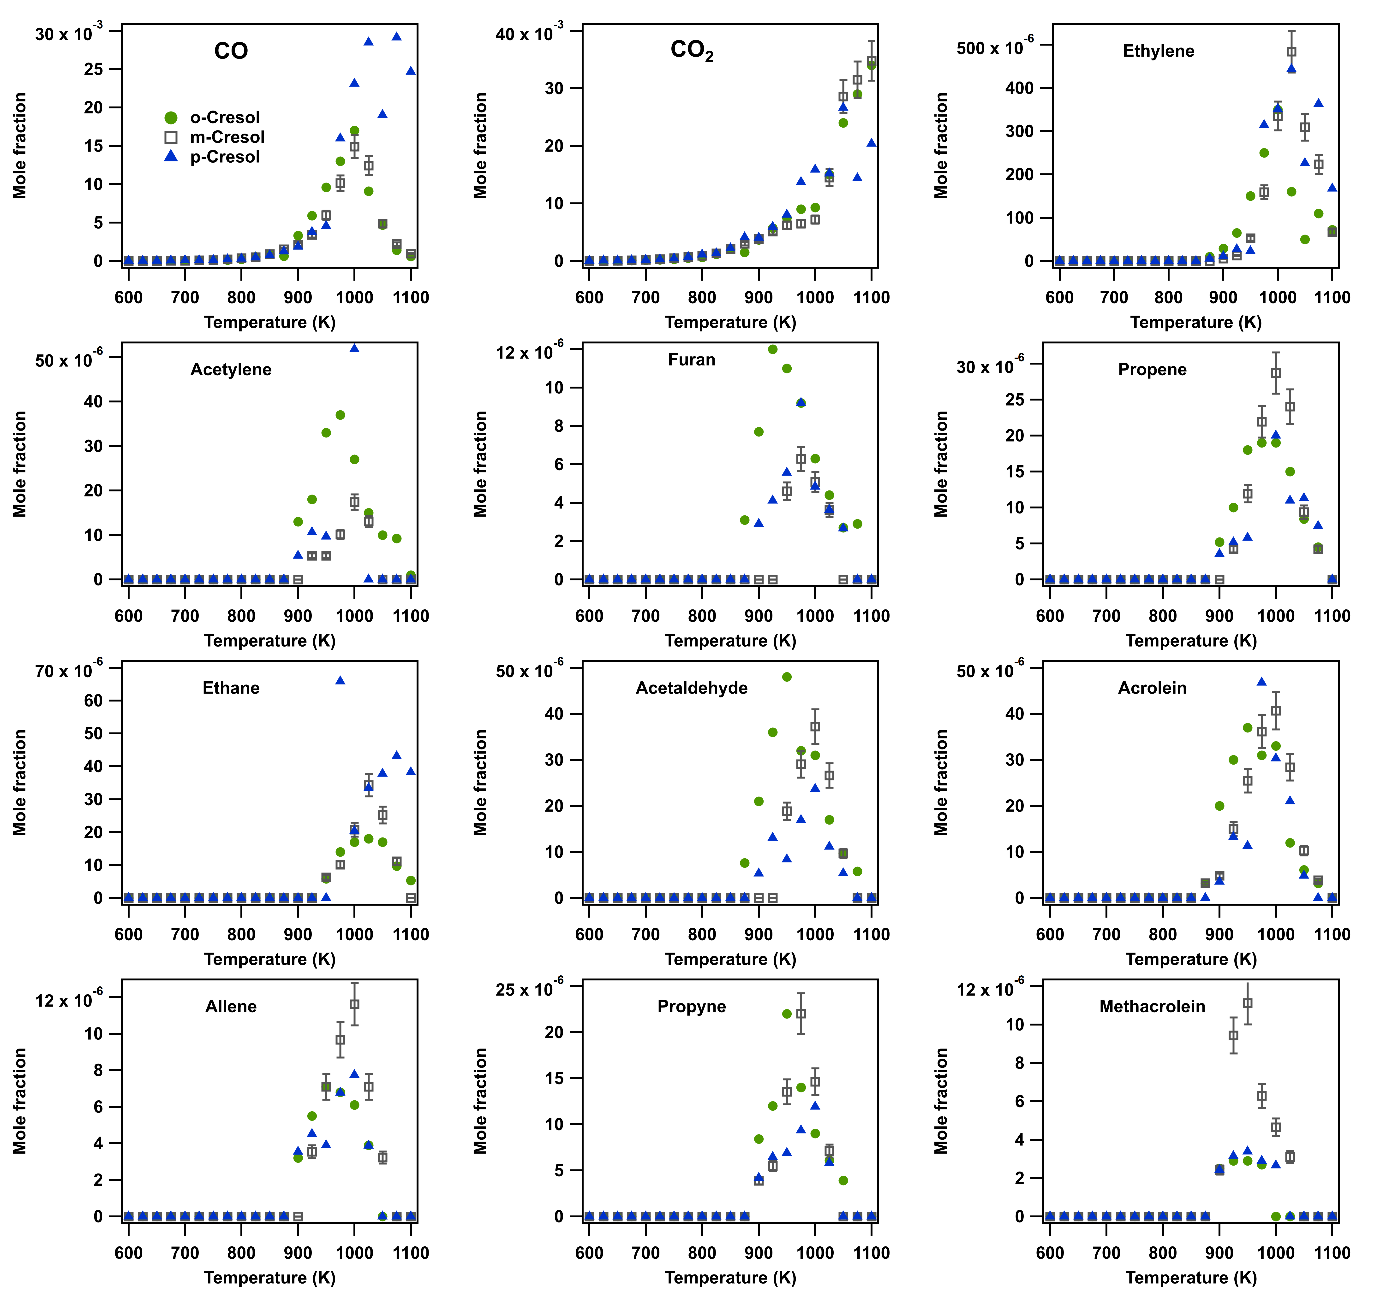 CO
30 x 10-3
25
20
15
10
5
0
Mole fraction
o-Cresol
m-Cresol
p-Cresol
600 700 800 900 1000 1100
Temperature (K)
CO2
40 x 10-3
30
20
10
0
Mole fraction
600 700 800 900 1000 1100
Temperature (K)
Ethylene
500 x 10-6
400
300
200
100
0
Mole fraction
600 700 800 900 1000 1100
Temperature (K)
Acetylene
50 x 10-6
40
30
20
10
0
Mole fraction
600 700 800 900 1000 1100
Temperature (K)
Furan
12 x 10-6
10
8
6
4
2
0
Mole fraction
600 700 800 900 1000 1100
Temperature (K)
Propene
30 x 10-6
25
20
15
10
5
0
Mole fraction
600 700 800 900 1000 1100
Temperature (K)
Ethane
70 x 10-6
60
50
40
30
20
10
0
Mole fraction
600 700 800 900 1000 1100
Temperature (K)
Acetaldehyde
50 x 10-6
40
30
20
10
0
Mole fraction
600 700 800 900 1000 1100
Temperature (K)
Acrolein
50 x 10-6
40
30
20
10
0
Mole fraction
600 700 800 900 1000 1100
Temperature (K)
Allene
12 x 10-6
10
8
6
4
2
0
Mole fraction
600 700 800 900 1000 1100
Temperature (K)
Propyne
25 x 10-6
20
15
10
5
0
Mole fraction
600 700 800 900 1000 1100
Temperature (K)
Methacrolein
12 x 10-6
10
8
6
4
2
0
Mole fraction
600 700 800 900 1000 1100
Temperature (K)